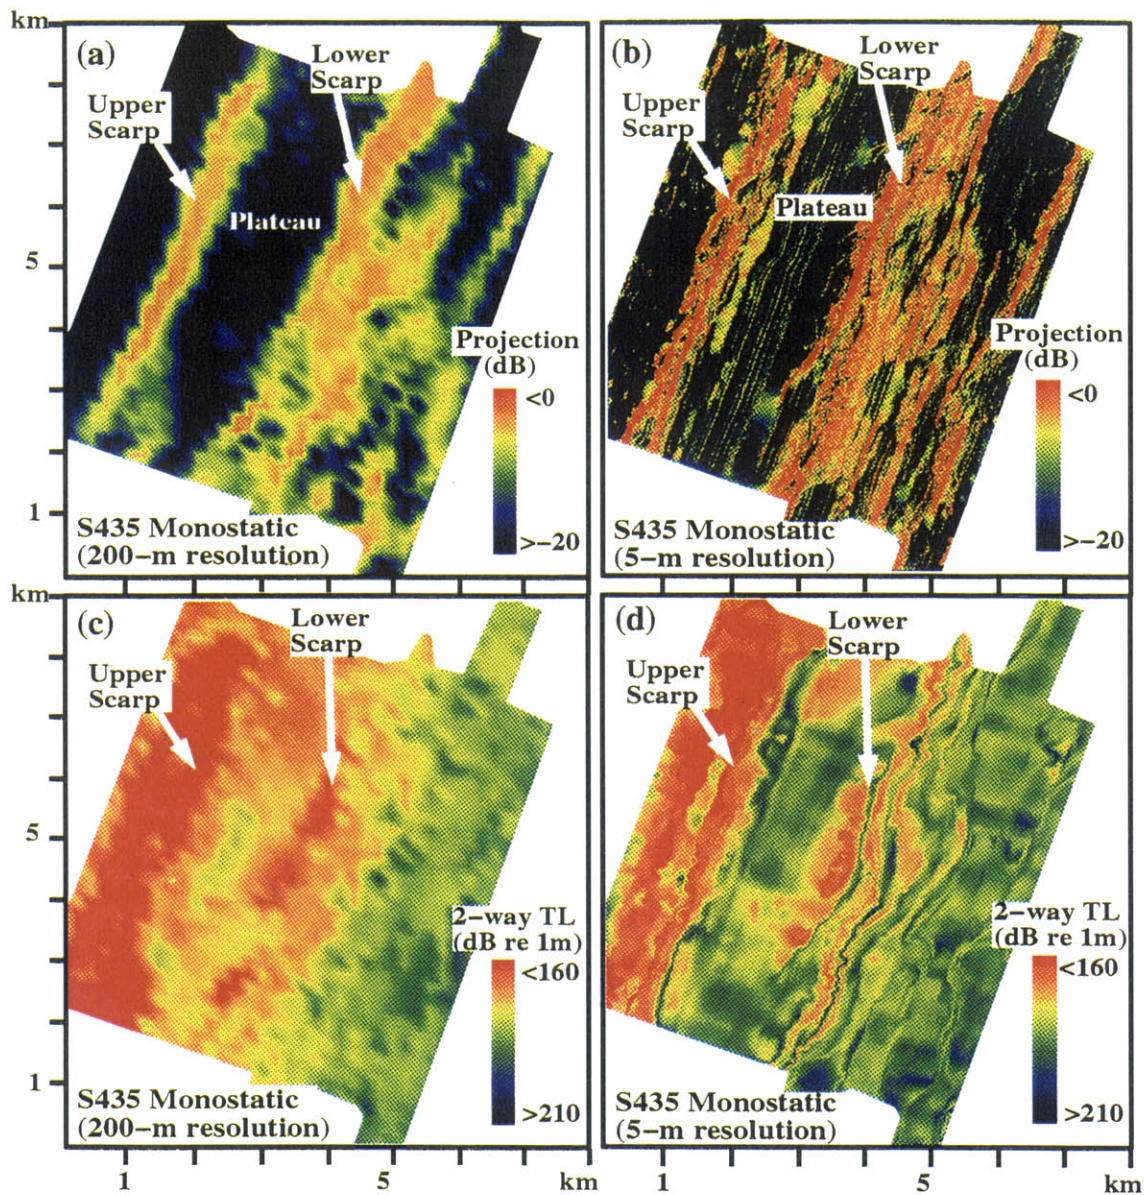 km
(a)
Lower
Scarp
Upper
Scarp
Plateau
5
Projection
(dB)
<0
>-20
1
S435 Monostatic
(200-m resolution)
(b)
Lower
Scarp
Upper
Scarp
Plateau
Projection
(dB)
<0
>-20
S435 Monostatic
(5-m resolution)
km
(c)
Lower
Scarp
Upper
Scarp
5
2-way TL
(dB re 1m)
<160
>210
1
S435 Monostatic
(200-m resolution)
(d)
Lower
Scarp
Upper
Scarp
2-way TL
(dB re 1m)
<160
>210
S435 Monostatic
(5-m resolution)
1 5 km 1 5 km